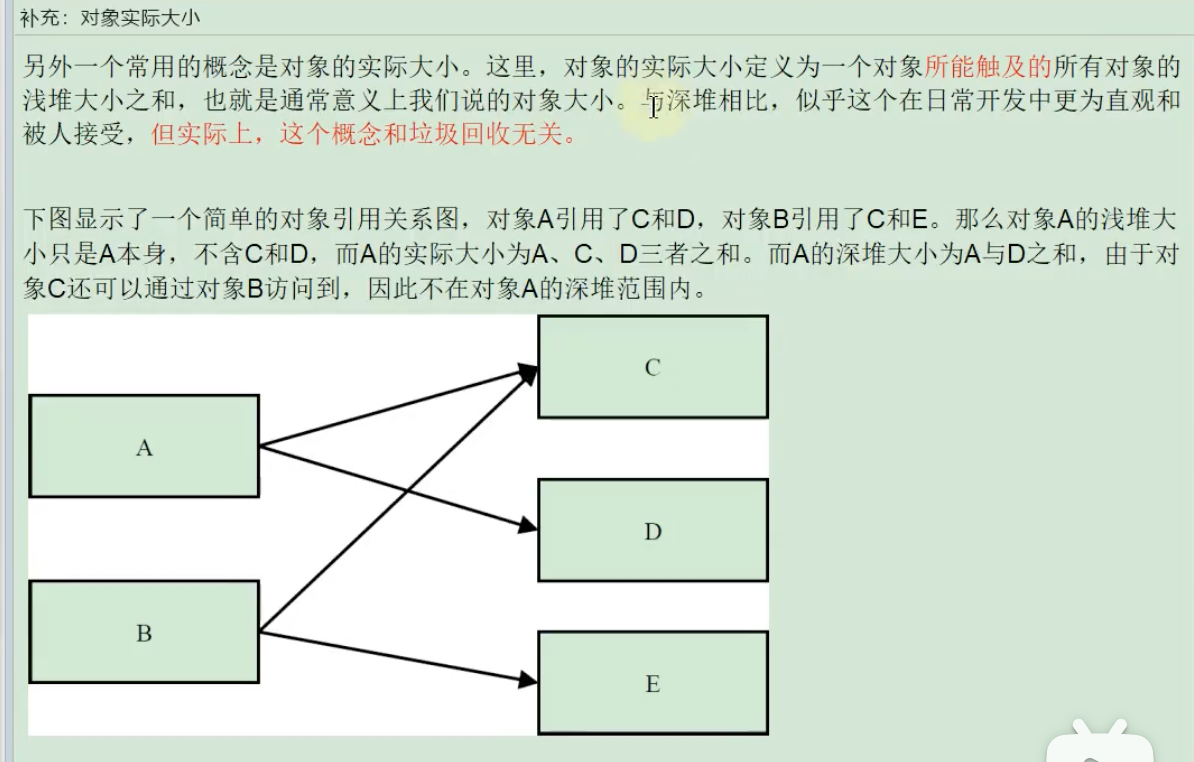 补充：对象实际大小
另外一个常用的概念是对象的实际大小。这里，对象的实际大小定义为一个对象所能触及的所有对象的
浅堆大小之和，也就是通常意义上我们说的对象大小。与深堆相比，似乎这个在日常开发中更为直观和
被人接受，但实际上，这个概念和垃圾回收无关。
下图显示了一个简单的对象引用关系图，对象A引用了C和D，对象B引用了C和E。那么对象A的浅堆大
小只是A本身，不含C和D，而A的实际大小为A、C、D三者之和。而A的深堆大小为A与D之和，由于对
象C还可以通过对象B访问到，因此不在对象A的深堆范围内。
C
A
D
B
E